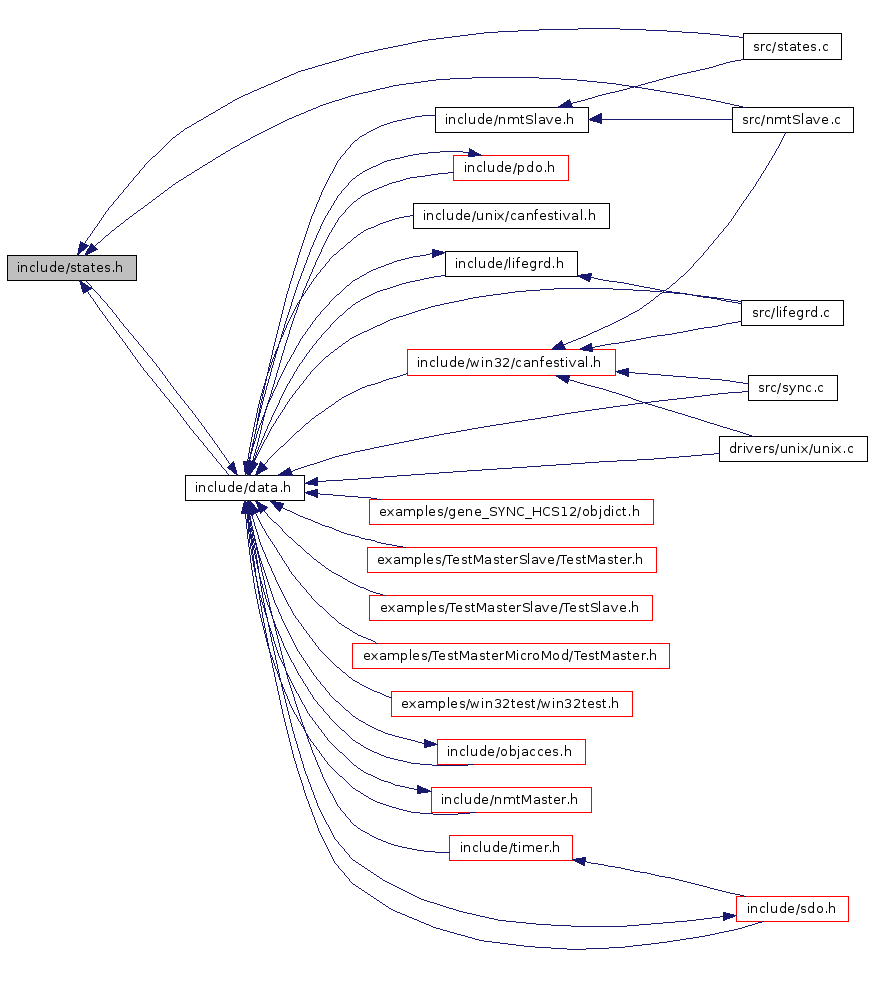 src/states.c
include/nmtSlave.h
src/nmtSlave.c
include/pdo.h
include/unix/canfestival.h
include/states.h
include/lifegrd.h
src/lifegrd.c
include/win32/canfestival.h
src/sync.c
drivers/unix/unix.c
include/data.h
examples/gene_SYNC_HCS12/objdict.h
examples/TestMasterSlave/TestMaster.h
examples/TestMasterSlave/TestSlave.h
examples/TestMasterMicroMod/TestMaster.h
examples/win32test/win32test.h
include/objacces.h
include/nmtMaster.h
include/timer.h
include/sdo.h